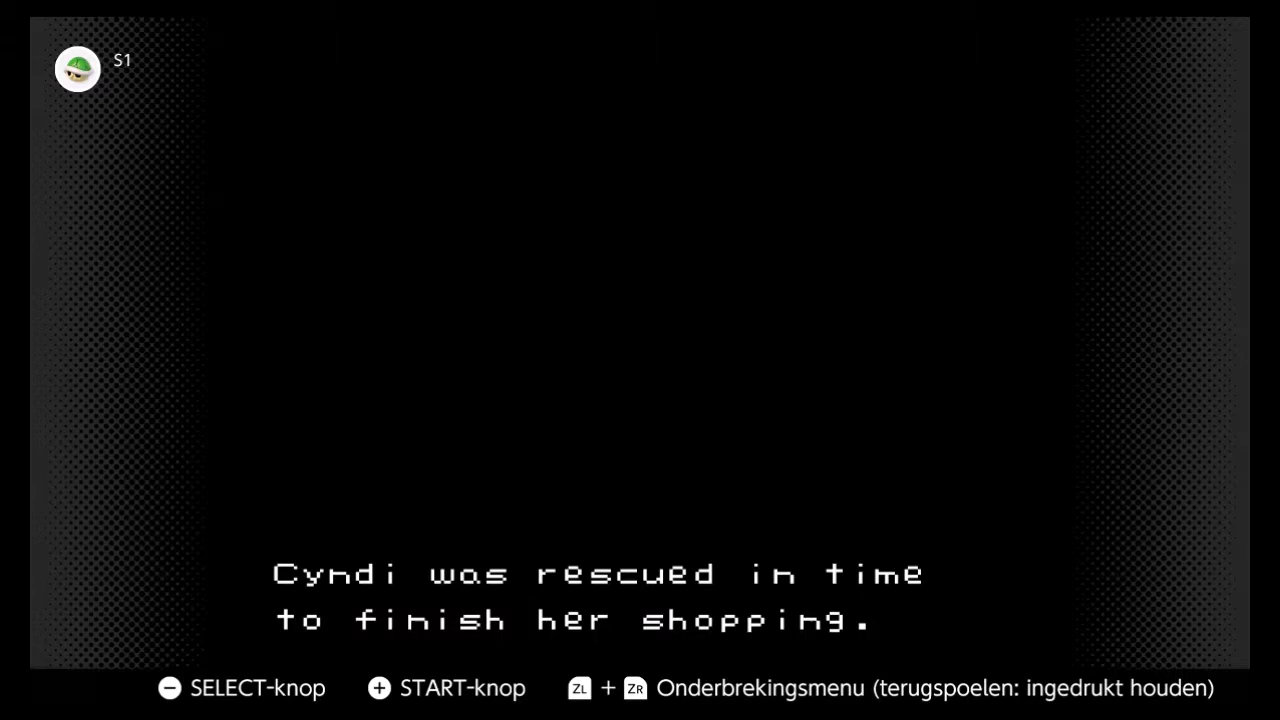 S1
Cyndi was rescued in time
to finish her shopping.
SELECT-knop START-knop ZL + ZR Onderbrekingsmenu (terugspoelen: ingedrukt houden)